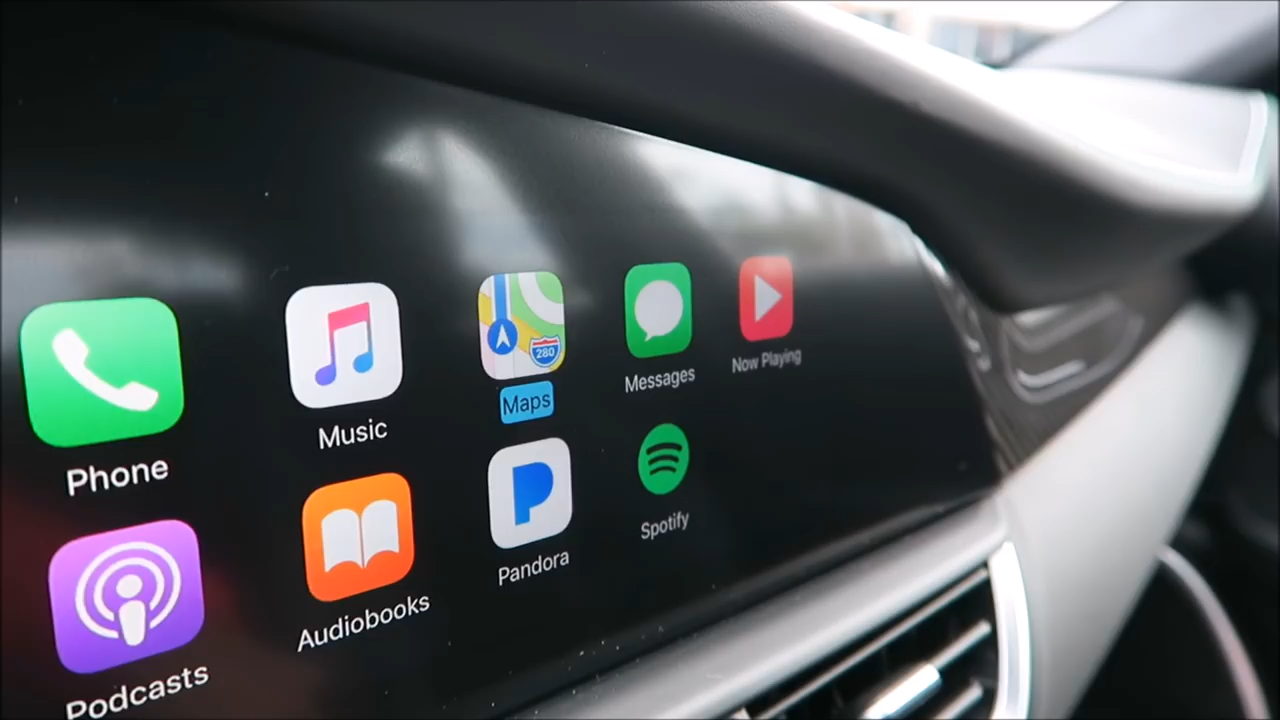 Phone
Music
280
Maps
Messages
Now Playing
Podcasts
Audiobooks
Pandora
Spotify